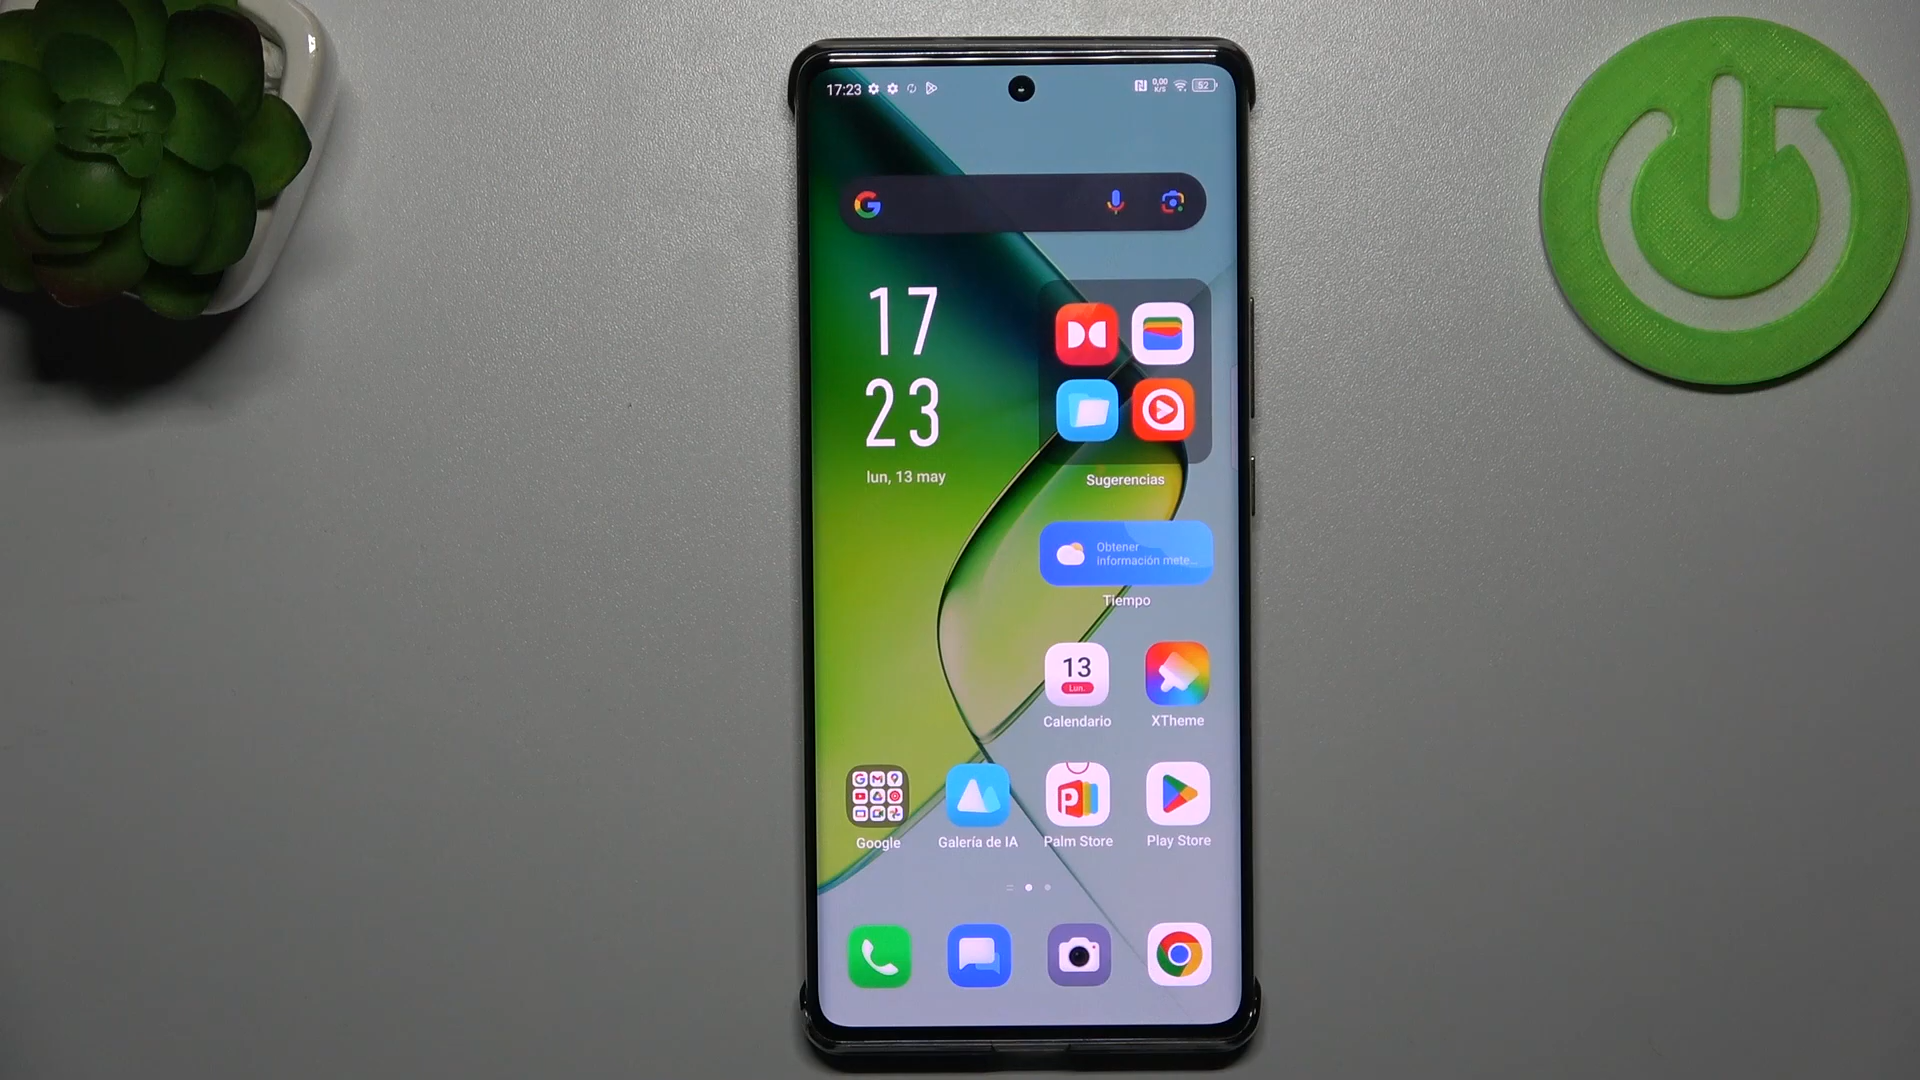 17:23
0,00
K/S
52
17
23
lun, 13 may
Sugerencias
Obtener
información mete...
Tiempo
13
Lun.
Calendario
XTheme
Google
Galería de IA
Palm Store
Play Store